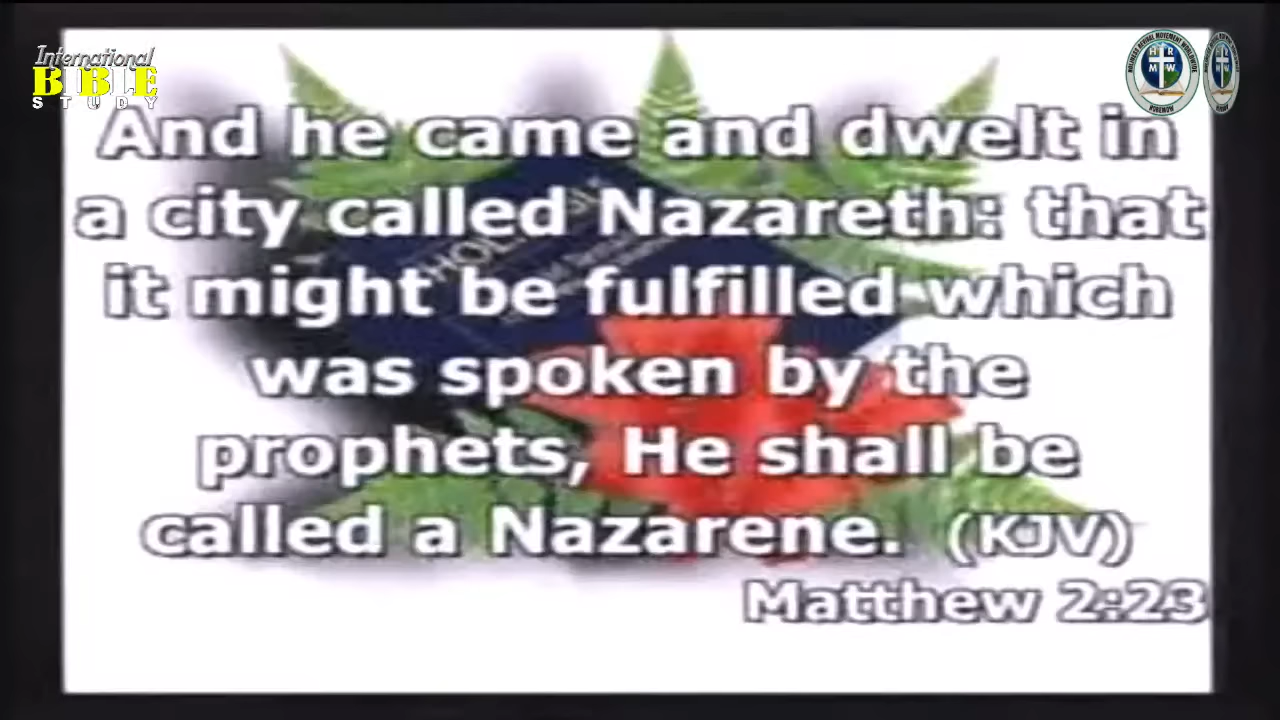 International
BIBLE
STUDY
HRMW
And he came and dwelt in
a city called Nazareth: that
it might be fulfilled which
was spoken by the
prophets, He shall be
called a Nazarene. (KJV)
Matthew 2:23